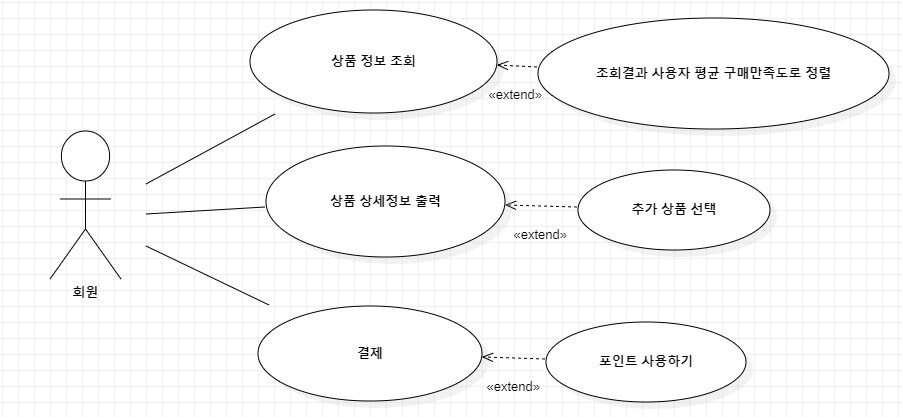 상품 정보 조회
조회결과 사용자 평균 구매만족도로 정렬
«extend»
상품 상세정보 출력
추가 상품 선택
«extend»
회원
결제
포인트 사용하기
«extend»